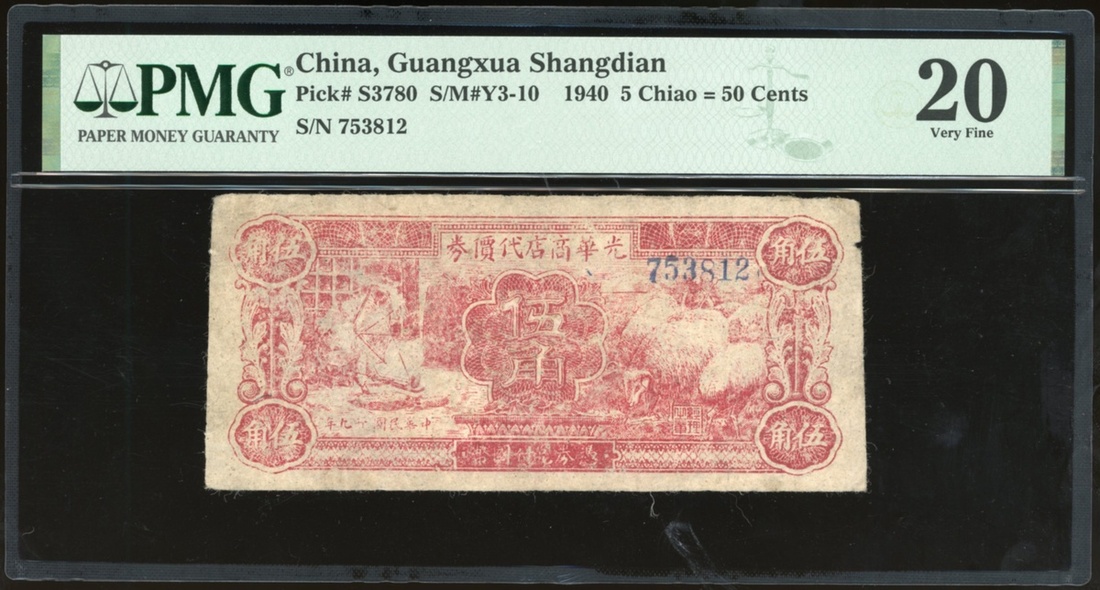 PMG®
PAPER MONEY GUARANTY
China, Guangxua Shangdian
Pick# S3780 S/M#Y3-10 1940 5 Chiao = 50 Cents
S/N 753812
20
Very Fine
券價代店商華光
角伍
角伍
753812
伍角
年九十二國民華中
角伍
角伍